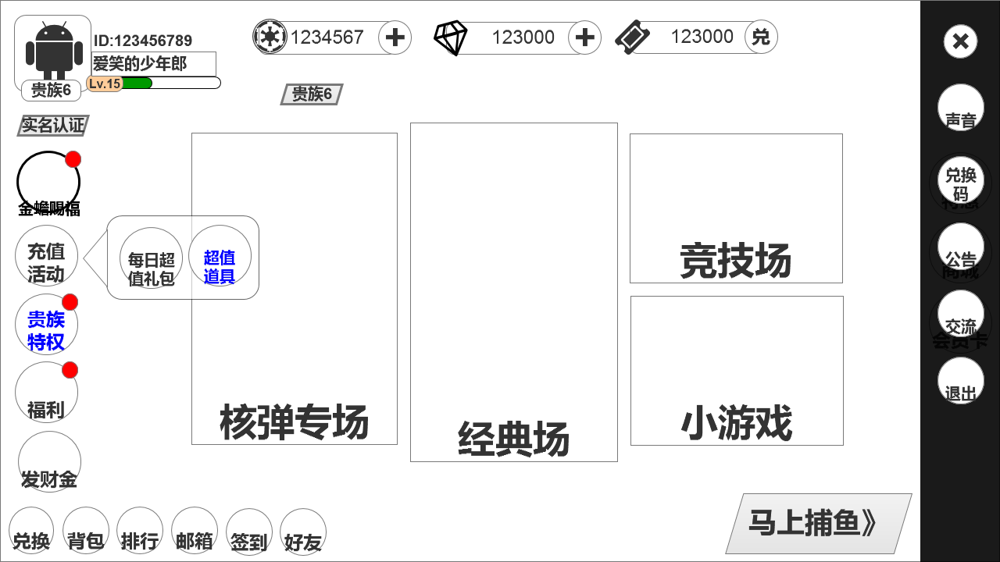 ID:123456789
爱笑的少年郎
贵族6
Lv.15
1234567
123000
123000
兑
贵族6
实名认证
金蟾赐福
充值
活动
每日超
值礼包
超值
道具
贵族
特权
福利
发财金
核弹专场
经典场
竞技场
小游戏
马上捕鱼》
兑换
背包
排行
邮箱
签到
好友
声音
兑换
码
公告
商城
交流
会员卡
退出